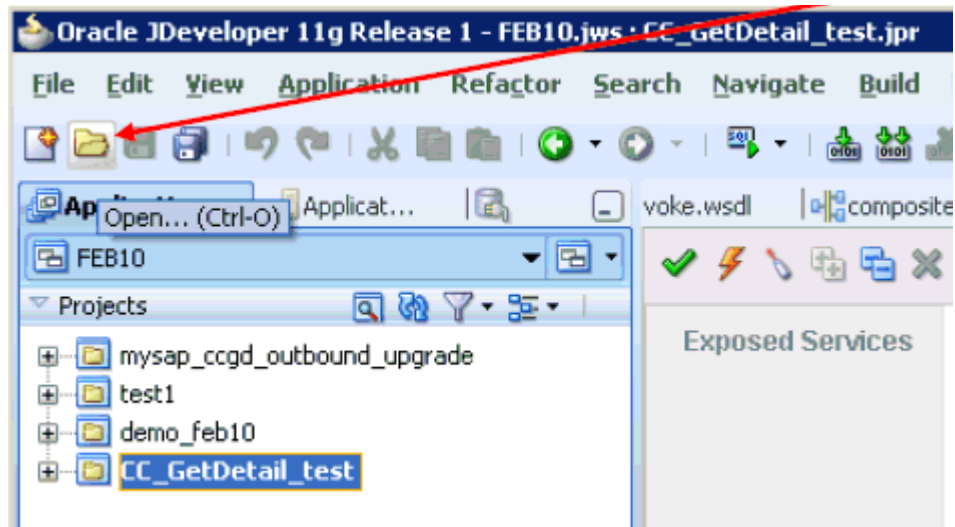 Oracle JDeveloper 11g Release 1 - FEB10.jws : CC_GetDetail_test.jpr
File Edit View Application Refactor Search Navigate Build
Open... (Ctrl-O)
Applicat...
voke.wsdl
composite
FEB10
Projects
mysap_ccgd_outbound_upgrade
test1
demo_feb10
CC_GetDetail_test
Exposed Services